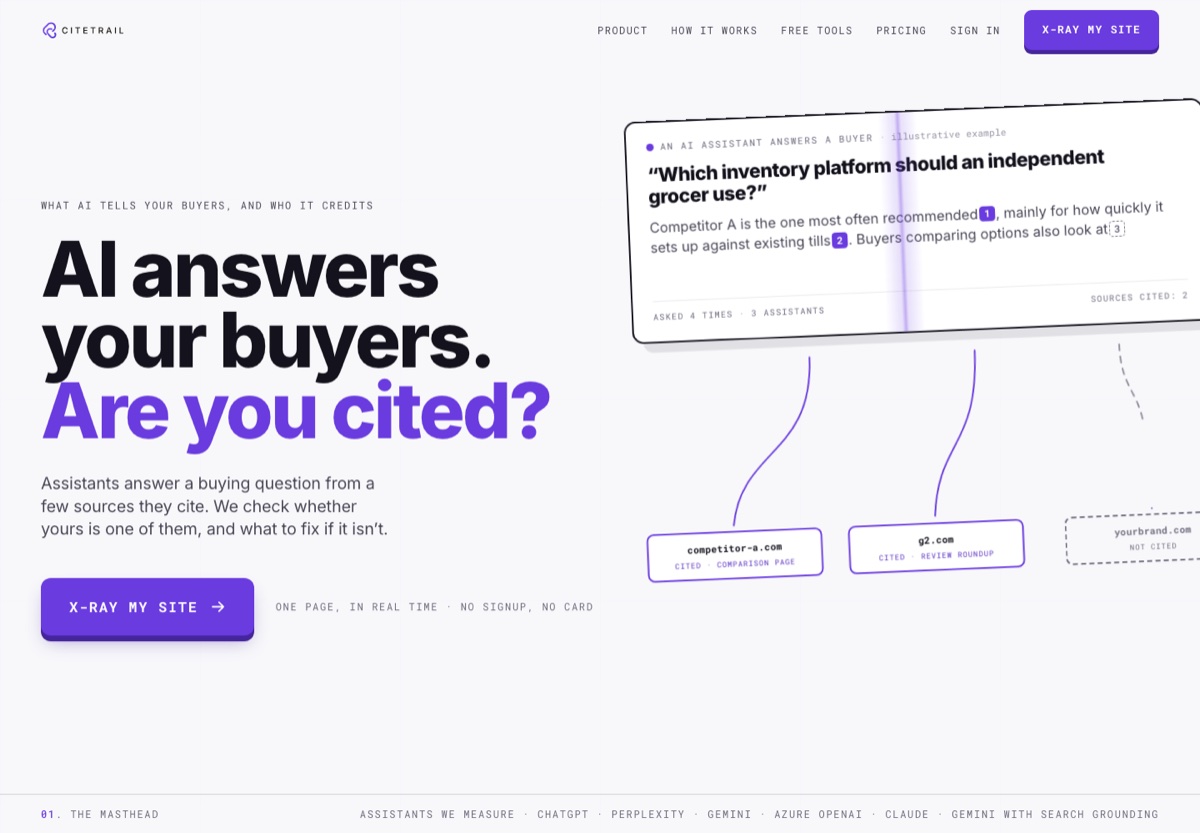 CITETRAIL
PRODUCT HOW IT WORKS FREE TOOLS PRICING SIGN IN X-RAY MY SITE
WHAT AI TELLS YOUR BUYERS, AND WHO IT CREDITS
AI answers
your buyers.
Are you cited?
Assistants answer a buying question from a
few sources they cite. We check whether
yours is one of them, and what to fix if it isn’t.
X-RAY MY SITE →
ONE PAGE, IN REAL TIME · NO SIGNUP, NO CARD
AN AI ASSISTANT ANSWERS A BUYER · illustrative example
“Which inventory platform should an independent
grocer use?”
Competitor A is the one most often recommended 1, mainly for how quickly it
sets up against existing tills 2. Buyers comparing options also look at 3
ASKED 4 TIMES · 3 ASSISTANTS
SOURCES CITED: 2
competitor-a.com
CITED · COMPARISON PAGE
g2.com
CITED · REVIEW ROUNDUP
yourbrand.com
NOT CITED
01. THE MASTHEAD
ASSISTANTS WE MEASURE · CHATGPT · PERPLEXITY · GEMINI · AZURE OPENAI · CLAUDE · GEMINI WITH SEARCH GROUNDING